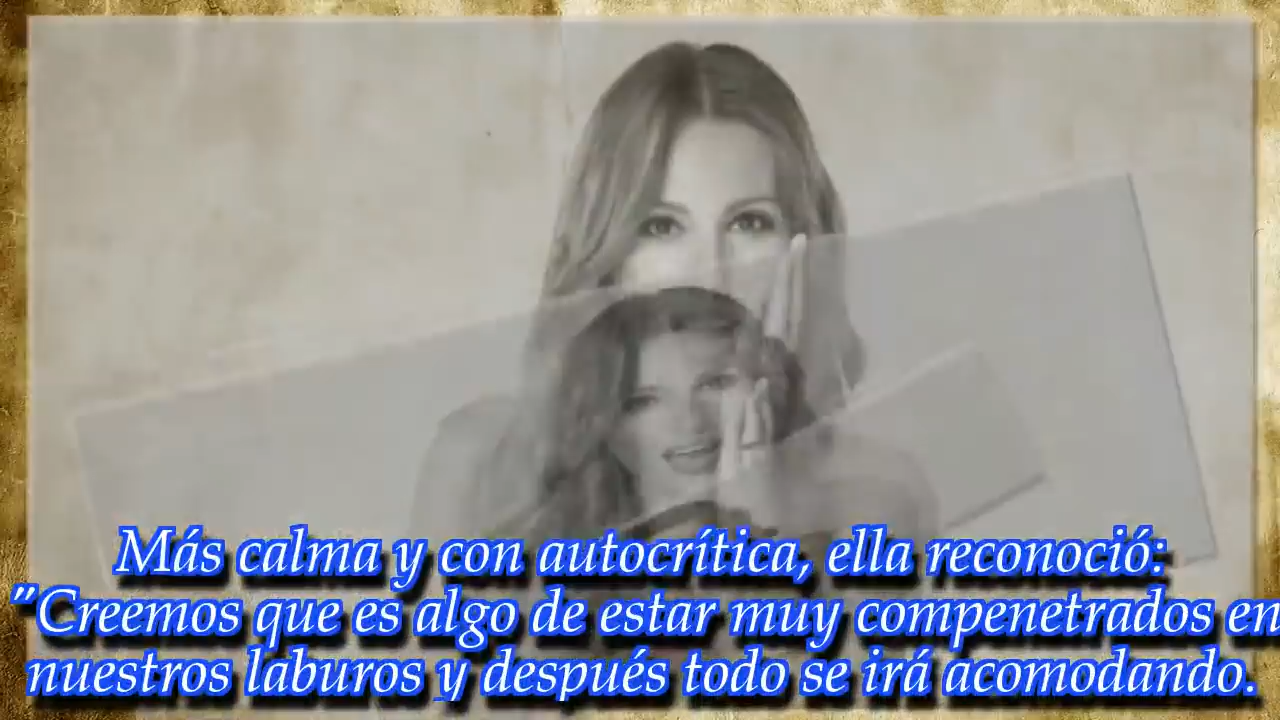 Más calma y con autocrítica, ella reconoció:
"Creemos que es algo de estar muy compenetrados en
nuestros laburos y después todo se irá acomodando.